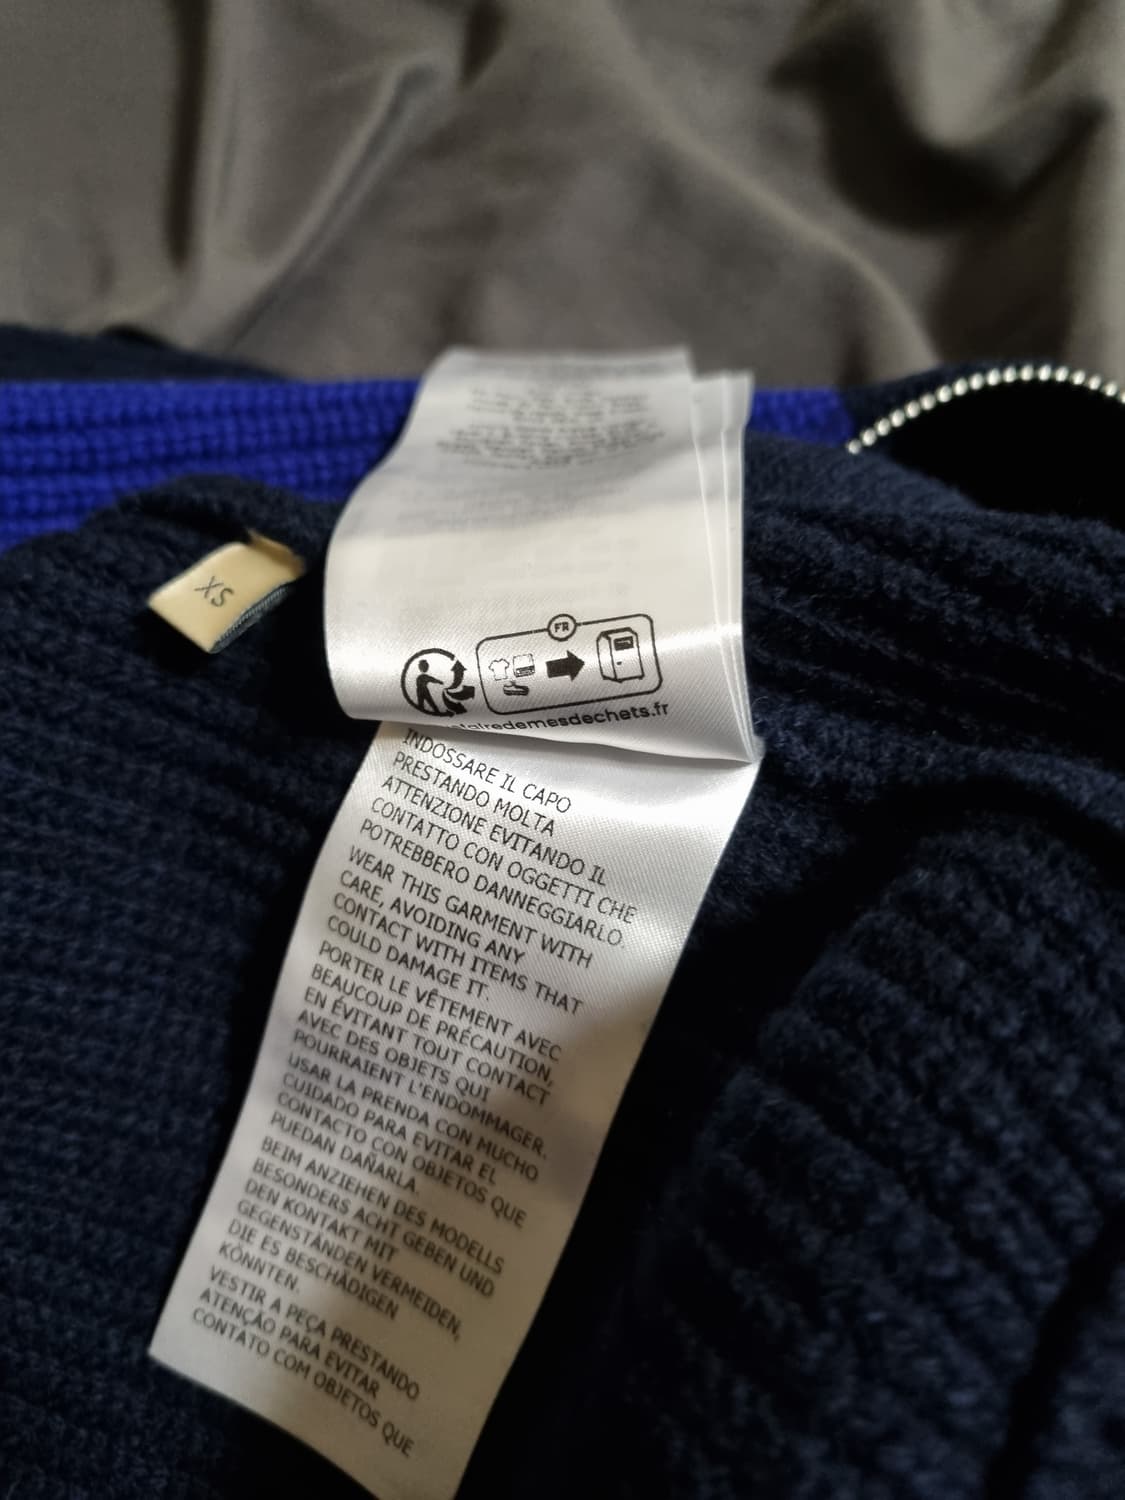 XS
FR
fairedemesdechets.fr
INDOSSARE IL CAPO
PRESTANDO MOLTA
ATTENZIONE EVITANDO IL
CONTATTO CON OGGETTI CHE
POTREBBERO DANNEGGIARLO.
WEAR THIS GARMENT WITH
CARE, AVOIDING ANY
CONTACT WITH ITEMS THAT
COULD DAMAGE IT.
PORTER LE VÊTEMENT AVEC
BEAUCOUP DE PRÉCAUTION,
EN ÉVITANT TOUT CONTACT
AVEC DES OBJETS QUI
POURRAIENT L'ENDOMMAGER.
USAR LA PRENDA CON MUCHO
CUIDADO PARA EVITAR EL
CONTACTO CON OBJETOS QUE
PUEDAN DAÑARLA.
BEIM ANZIEHEN DES MODELLS
BESONDERS ACHT GEBEN UND
DEN KONTAKT MIT
GEGENSTÄNDEN VERMEIDEN,
DIE ES BESCHÄDIGEN
KÖNNTEN.
VESTIR A PEÇA PRESTANDO
ATENÇÃO PARA EVITAR
CONTATO COM OBJETOS QUE